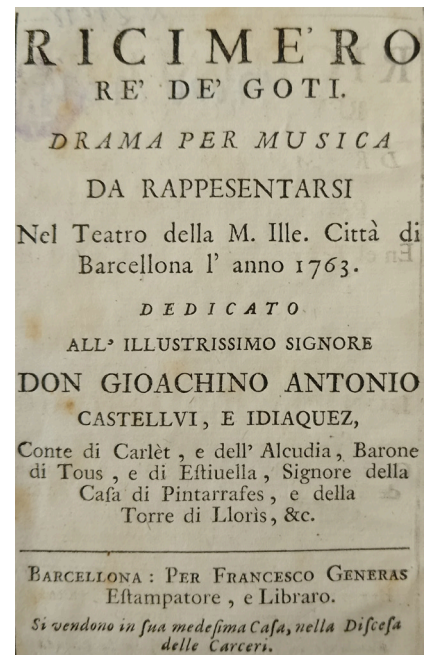 RICIMERO
RE' DE' GOTI.
DRAMA PER MUSICA
DA RAPPESENTARSI
Nel Teatro della M. Ille. Città di
Barcellona l' anno 1763.
DEDICATO
ALL' ILLUSTRISSIMO SIGNORE
DON GIOACHINO ANTONIO
CASTELLVI, E IDIAQUEZ,
Conte di Carlèt, e dell' Alcudia, Barone
di Tous, e di Eſtiuella, Signore della
Caſa di Pintarrafes, e della
Torre di Llorìs, &c.
BARCELLONA: PER FRANCESCO GENERAS
Eſtampatore, e Libraro.
Si vendono in ſua medeſima Caſa, nella Diſceſa
delle Carceri.